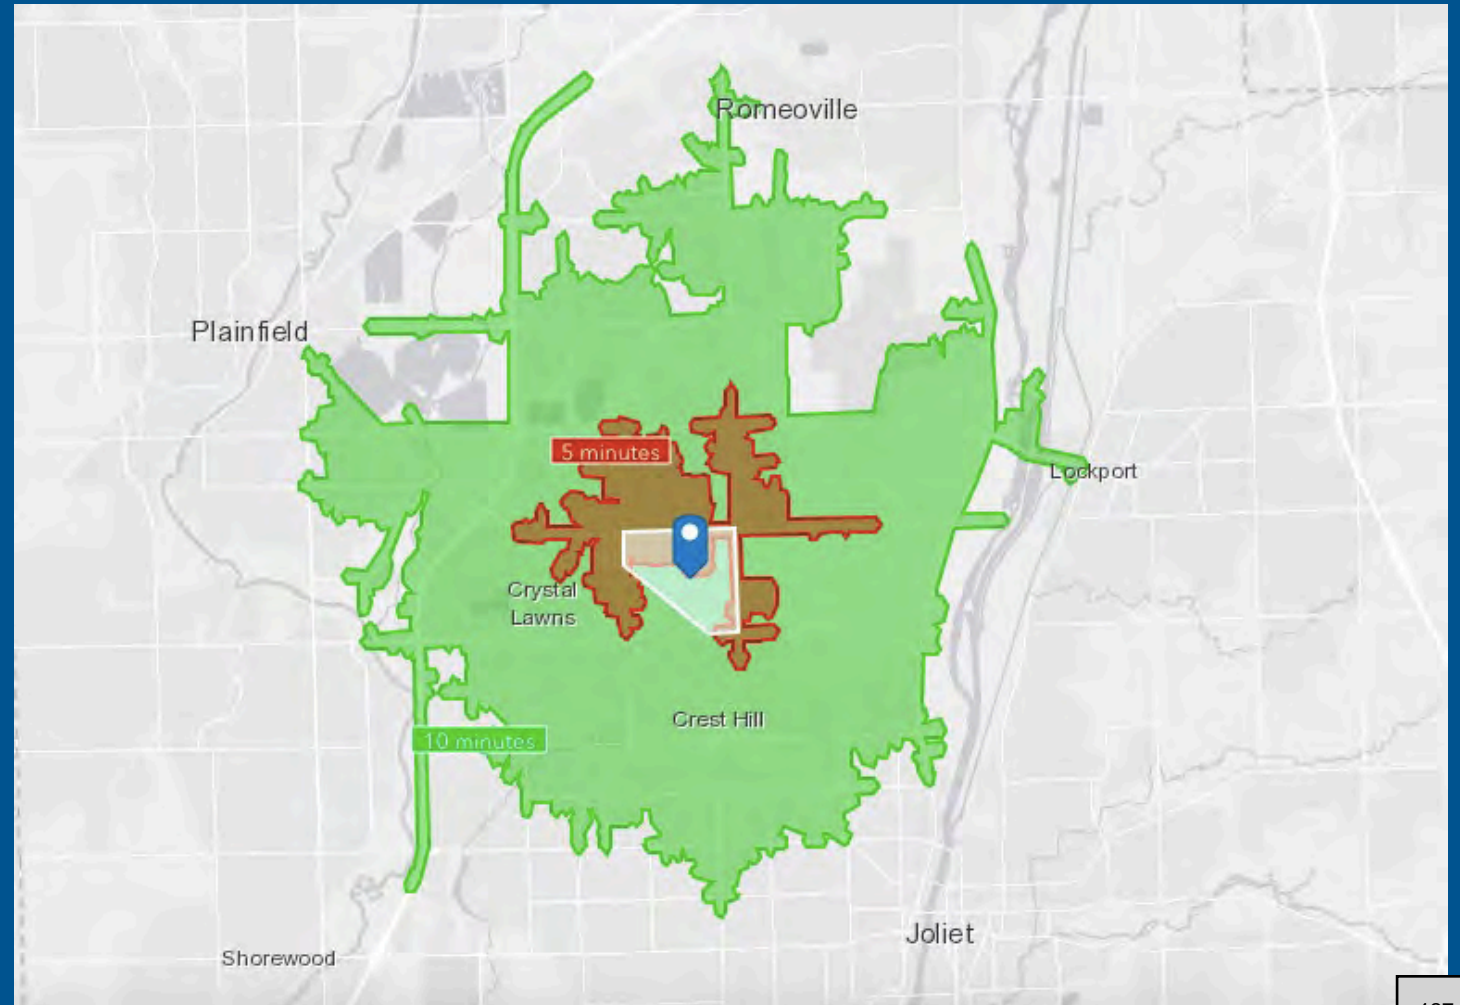 Romeoville
Plainfield
5 minutes
Lockport
Crystal
Lawns
Crest Hill
10 minutes
Joliet
Shorewood